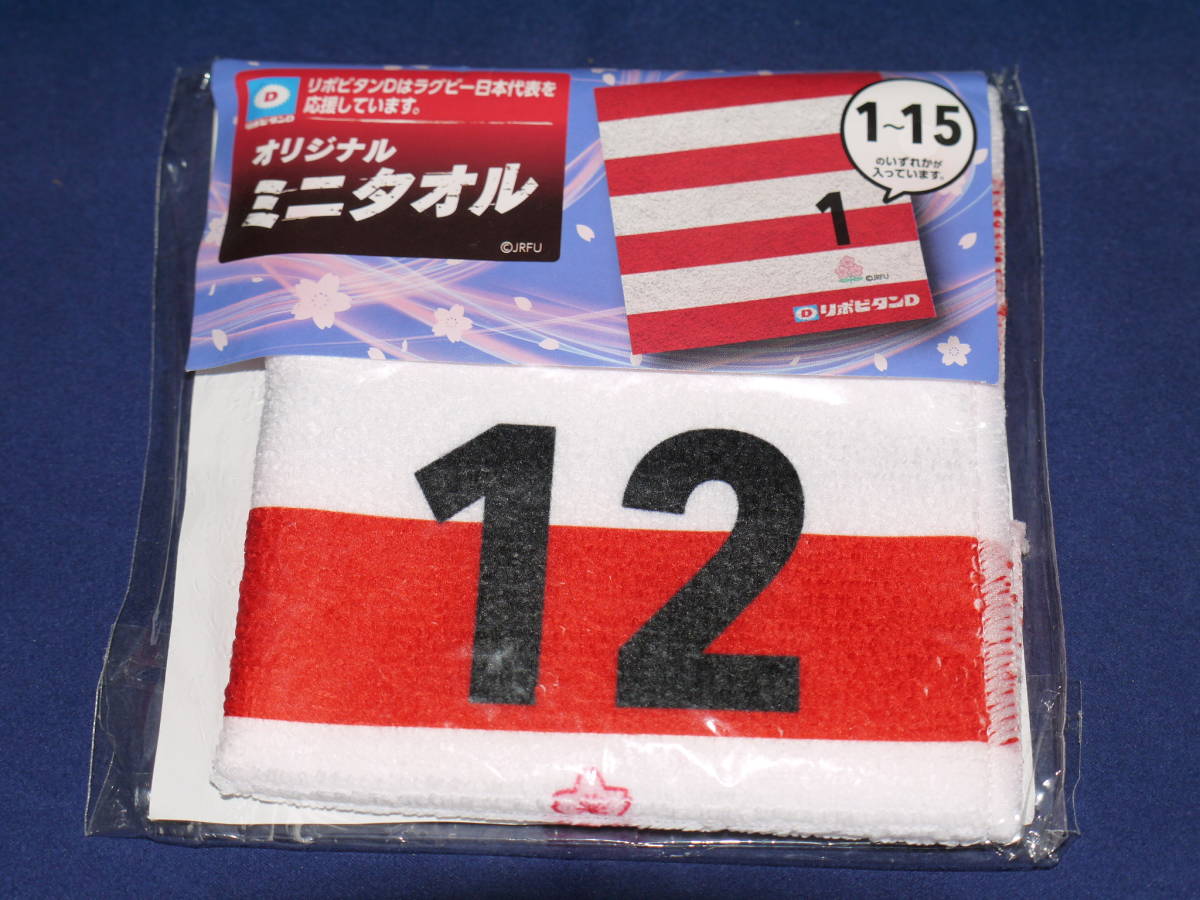 D
リポビタンD
リポビタンDはラグビー日本代表を
応援しています。
オリジナル
ミニタオル
©JRFU
1~15
のいずれかが
入っています。
1
©JRFU
D リポビタンD
12